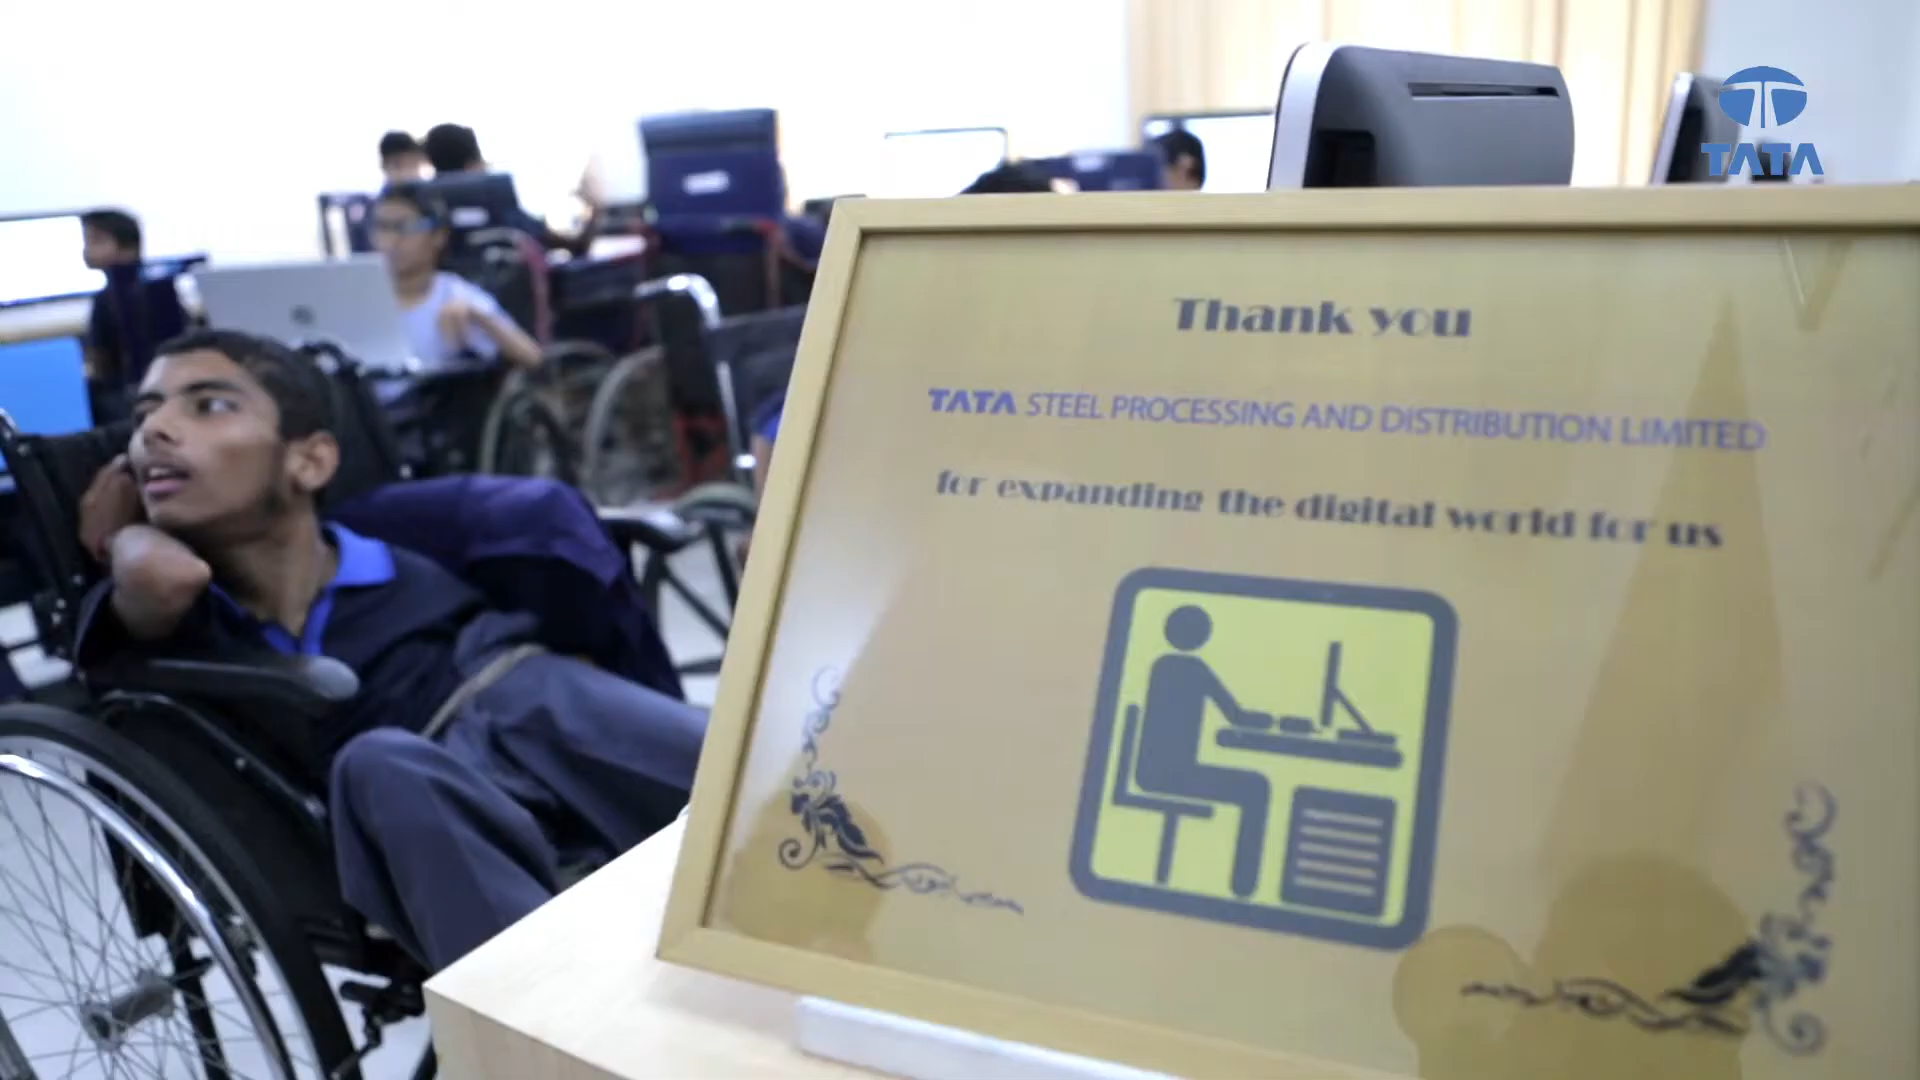 TATA
Thank you
TATA STEEL PROCESSING AND DISTRIBUTION LIMITED
for expanding the digital world for us